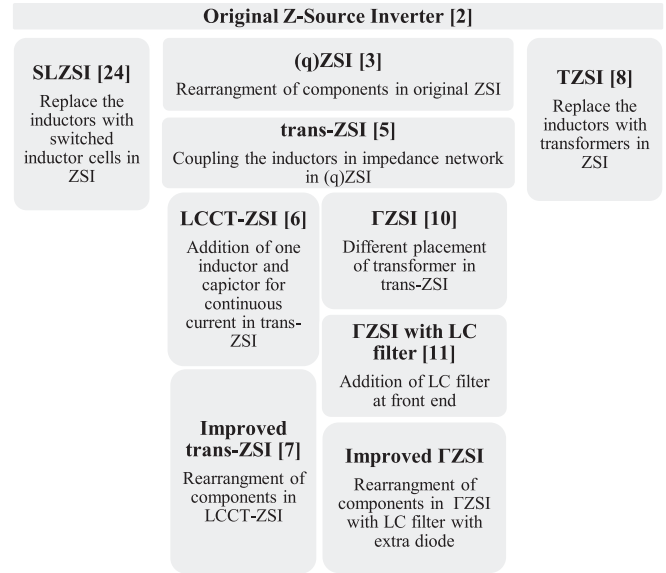 Original Z-Source Inverter [2]
SLZSI [24]
Replace the
inductors with
switched
inductor cells in
ZSI
(q)ZSI [3]
Rearrangment of components in original ZSI
trans-ZSI [5]
Coupling the inductors in impedance network
in (q)ZSI
TZSI [8]
Replace the
inductors with
transformers in
ZSI
LCCT-ZSI [6]
Addition of one
inductor and
capictor for
continuous
current in trans-
ZSI
ΓZSI [10]
Different placement
of transformer in
trans-ZSI
ΓZSI with LC
filter [11]
Addition of LC filter
at front end
Improved
trans-ZSI [7]
Rearrangment of
components in
LCCT-ZSI
Improved ΓZSI
Rearrangment of
components in ΓZSI
with LC filter with
extra diode